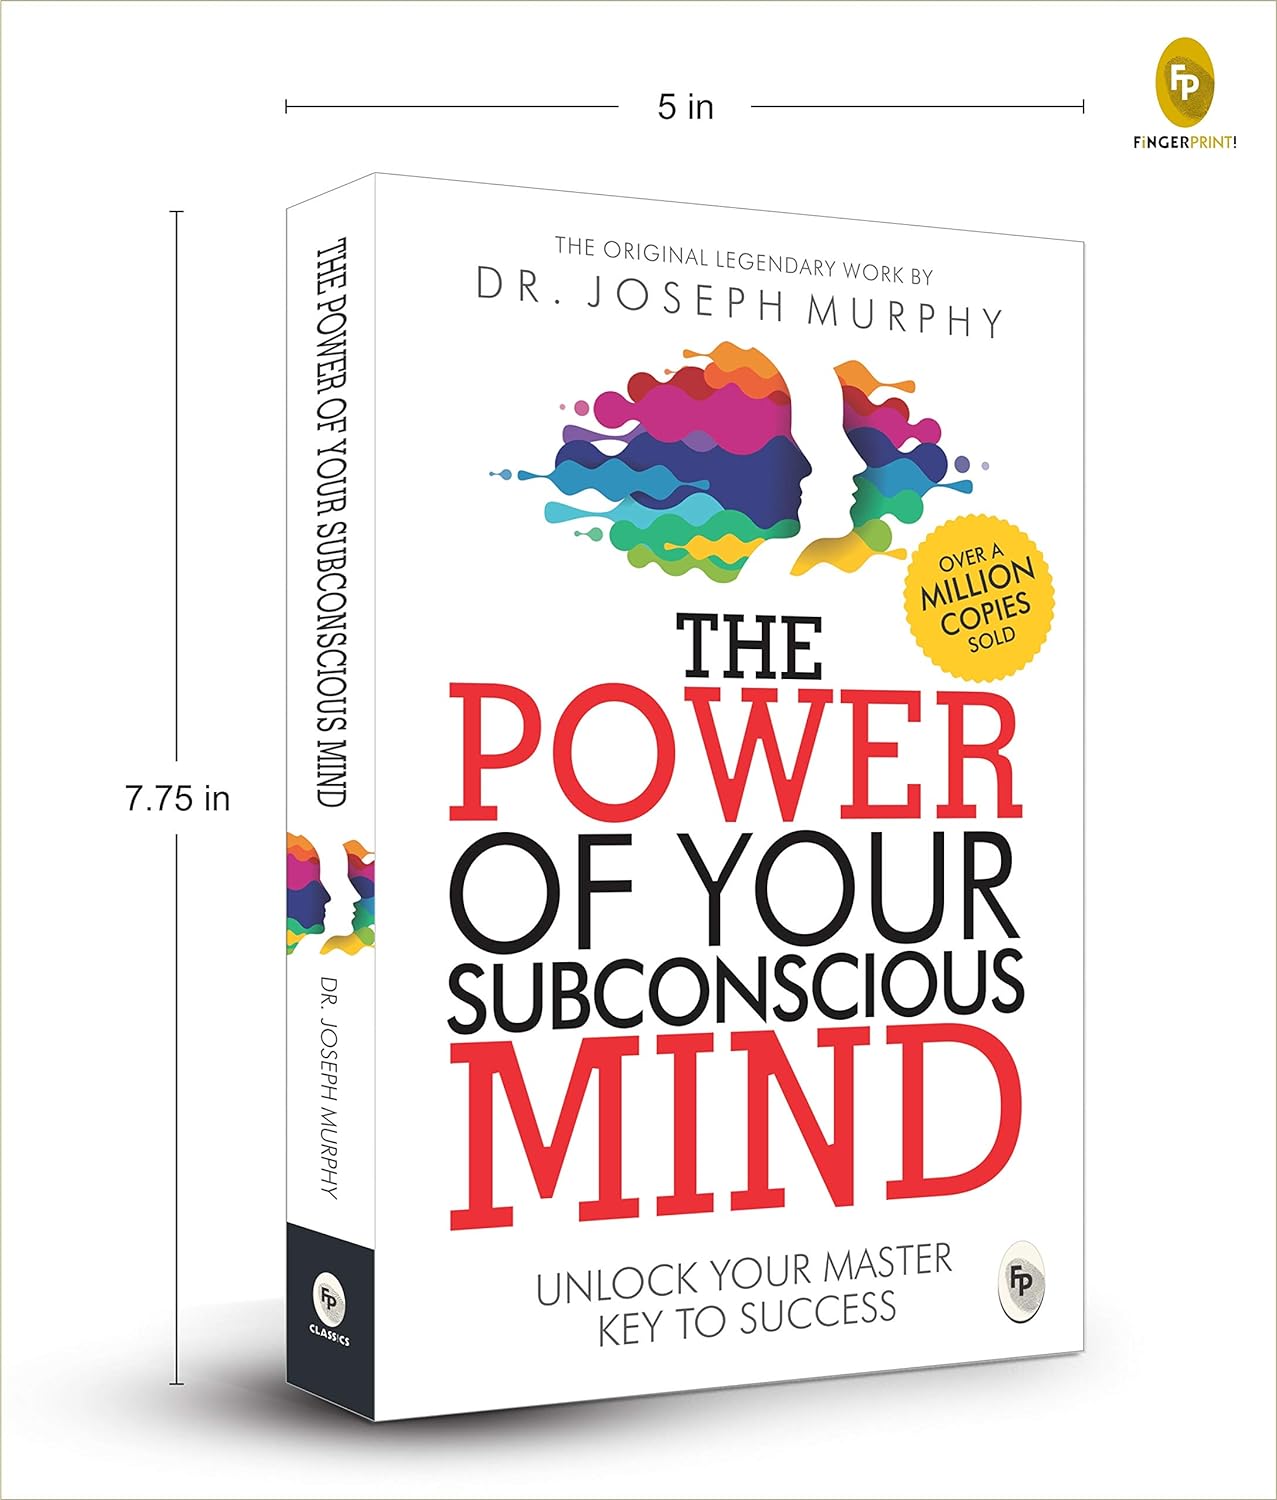 5 in
FP
FiNGERPRINT!
7.75 in
THE POWER OF YOUR SUBCONSCIOUS MIND
DR. JOSEPH MURPHY
FP
CLASSICS
THE ORIGINAL LEGENDARY WORK BY
DR. JOSEPH MURPHY
OVER A
MILLION
COPIES
SOLD
THE
POWER
OF YOUR
SUBCONSCIOUS
MIND
UNLOCK YOUR MASTER
KEY TO SUCCESS
FP